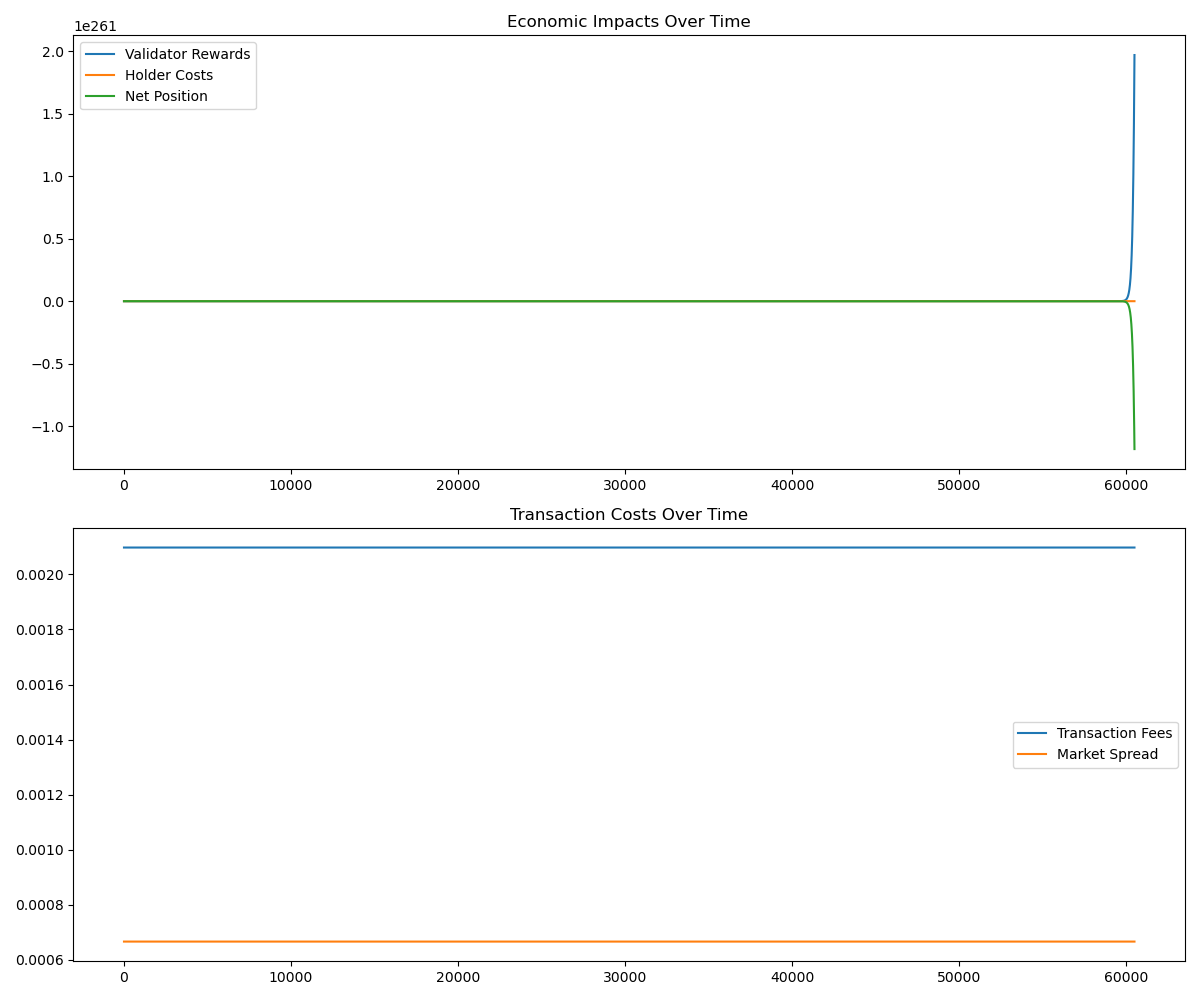 Economic Impacts Over Time
1e261
2.0
1.5
1.0
0.5
0.0
−0.5
−1.0
Validator Rewards
Holder Costs
Net Position
0 10000 20000 30000 40000 50000 60000
Transaction Costs Over Time
0.0020
0.0018
0.0016
0.0014
0.0012
0.0010
0.0008
0.0006
Transaction Fees
Market Spread
0 10000 20000 30000 40000 50000 60000